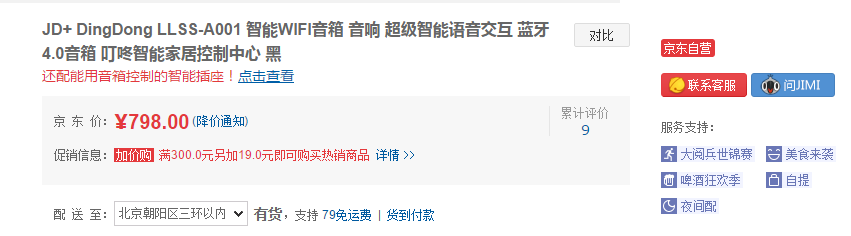 JD+ DingDong LLSS-A001 智能WIFI音箱 音响 超级智能语音交互 蓝牙
4.0音箱 叮咚智能家居控制中心 黑
还配能用音箱控制的智能插座！点击查看
对比
京 东 价： ¥798.00 (降价通知)
累计评价
9
促销信息： 加价购 满300.0元另加19.0元即可购买热销商品 详情 >>
配 送 至： 北京朝阳区三环以内 有货，支持 79免运费 | 货到付款
京东自营
联系客服 问JIMI
服务支持：
大阅兵世锦赛 美食来袭
啤酒狂欢季 自提
夜间配